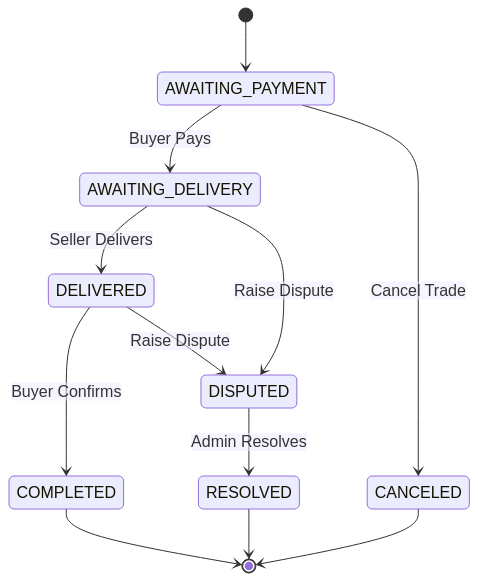 AWAITING_PAYMENT
Buyer Pays
AWAITING_DELIVERY
Seller Delivers
DELIVERED
Raise Dispute
Cancel Trade
Raise Dispute
DISPUTED
Buyer Confirms
Admin Resolves
COMPLETED
RESOLVED
CANCELED